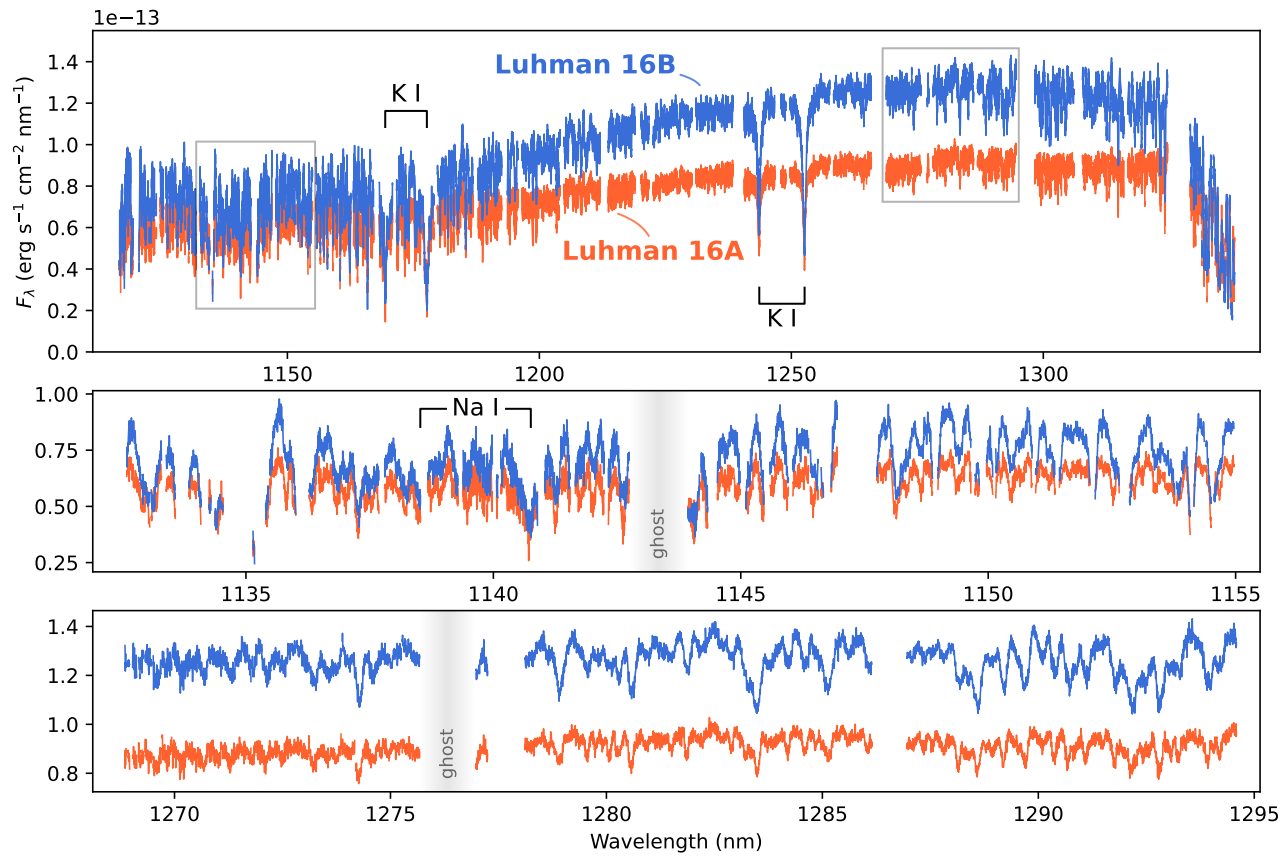 1e−13
1.4
1.2
1.0
0.8
0.6
0.4
0.2
0.0
F_λ (erg s⁻¹ cm⁻² nm⁻¹)
K I
Luhman 16B
Luhman 16A
K I
1150 1200 1250 1300
1.00
0.75
0.50
0.25
Na I
ghost
1135 1140 1145 1150 1155
1.4
1.2
1.0
0.8
ghost
1270 1275 1280 1285 1290 1295
Wavelength (nm)